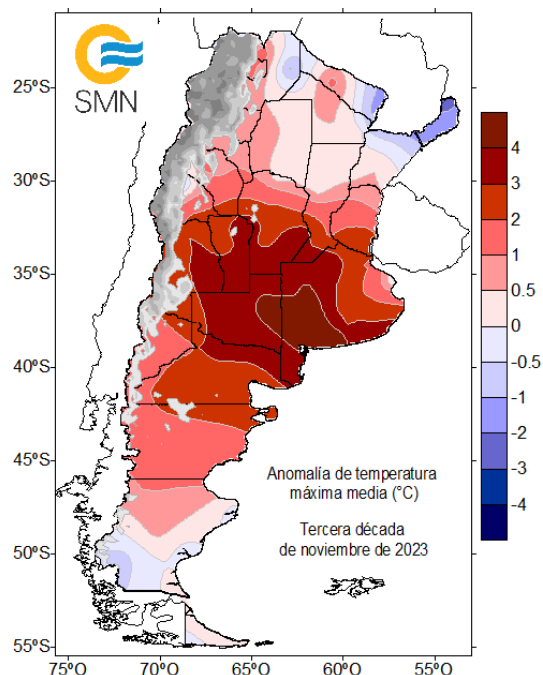 SMN
25ºS
30ºS
35ºS
40ºS
45ºS
50ºS
55ºS
75ºO
70ºO
65ºO
60ºO
55ºO
4
3
2
1
0.5
0
-0.5
-1
-2
-3
-4
Anomalía de temperatura
máxima media (°C)
Tercera década
de noviembre de 2023